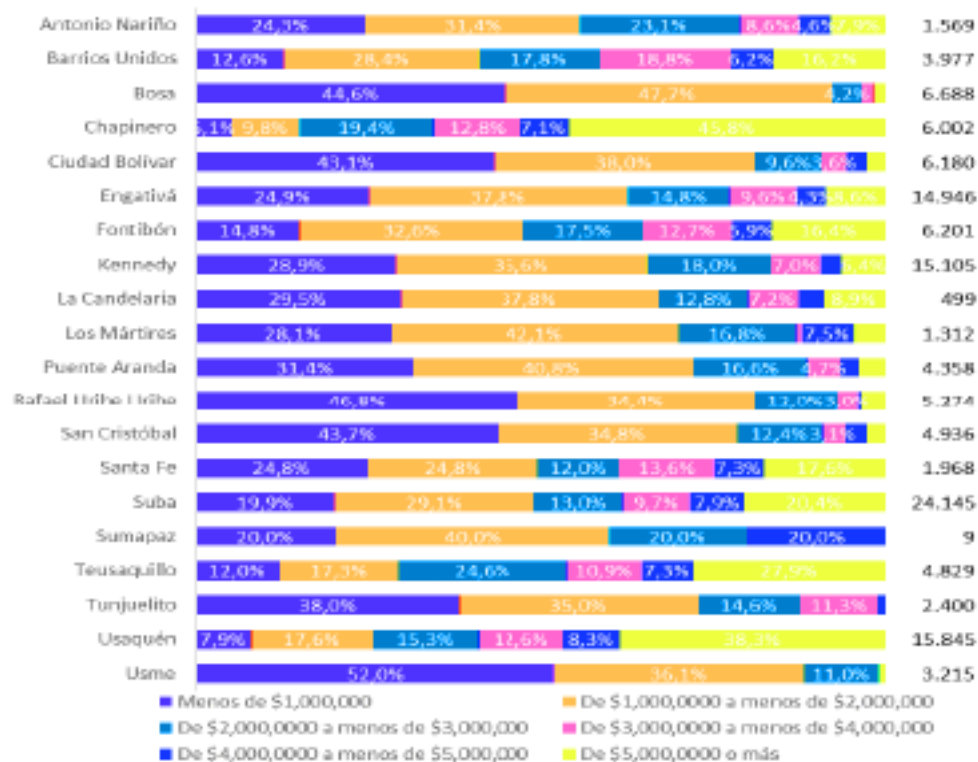 Antonio Nariño 24,3% 31,4% 23,1% 8,6% 4,6% 7,9% 1.569
Barrios Unidos 12,6% 28,4% 17,8% 18,8% 6,2% 16,2% 3.977
Bosa 44,6% 47,7% 4,2% 6.688
Chapinero 9,8% 19,4% 12,8% 7,1% 45,8% 6.002
Ciudad Bolívar 43,1% 38,0% 9,6% 3,6% 6.180
Engativá 24,9% 14,8% 9,6% 4,3% 8,6% 14.946
Fontibón 14,8% 32,6% 17,5% 12,7% 16,4% 6.201
Kennedy 28,9% 18,0% 7,0% 15.105
La Candelaria 29,5% 37,8% 12,8% 7,2% 8,9% 499
Los Mártires 28,1% 42,1% 16,8% 7,5% 1.312
Puente Aranda 31,4% 40,8% 16,6% 4,7% 4.358
Rafael Uribe Uribe 46,8% 34,4% 12,0% 3,0% 5.274
San Cristóbal 43,7% 34,8% 12,4% 3,1% 4.936
Santa Fe 24,8% 24,8% 12,0% 13,6% 7,3% 17,6% 1.968
Suba 19,9% 29,1% 13,0% 9,7% 7,9% 20,4% 24.145
Sumapaz 20,0% 40,0% 20,0% 20,0% 9
Teusaquillo 12,0% 17,3% 24,6% 10,9% 7,3% 27,9% 4.829
Tunjuelito 38,0% 35,0% 14,6% 11,3% 2.400
Usaquén 7,9% 17,6% 15,3% 12,6% 8,3% 38,3% 15.845
Usme 52,0% 36,1% 11,0% 3.215
Menos de $1,000,000 De $1,000,0000 a menos de $2,000,000
De $2,000,0000 a menos de $3,000,000 De $3,000,0000 a menos de $4,000,000
De $4,000,0000 a menos de $5,000,000 De $5,000,0000 o más